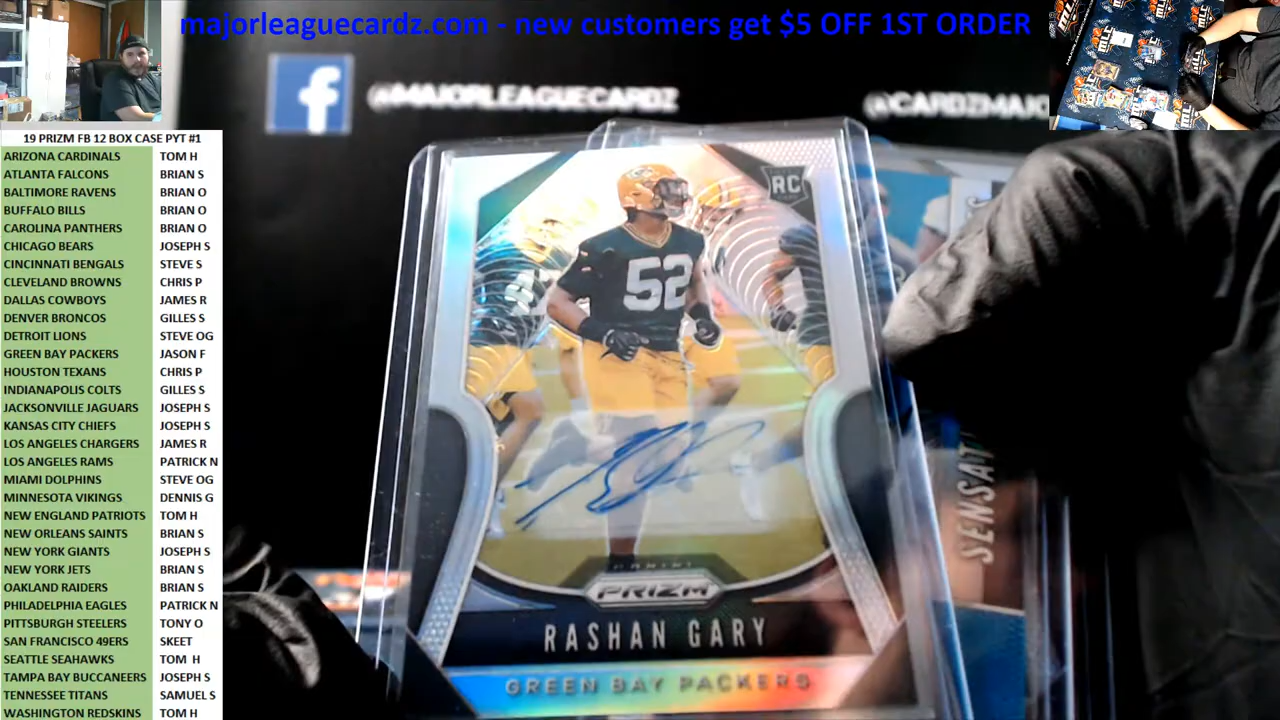 majorleaguecardz.com - new customers get $5 OFF 1ST ORDER
@MAJORLEAGUECARDZ
@CARDZMAJO
19 PRIZM FB 12 BOX CASE PYT #1
ARIZONA CARDINALS TOM H
ATLANTA FALCONS BRIAN S
BALTIMORE RAVENS BRIAN O
BUFFALO BILLS BRIAN O
CAROLINA PANTHERS BRIAN O
CHICAGO BEARS JOSEPH S
CINCINNATI BENGALS STEVE S
CLEVELAND BROWNS CHRIS P
DALLAS COWBOYS JAMES R
DENVER BRONCOS GILLES S
DETROIT LIONS STEVE OG
GREEN BAY PACKERS JASON F
HOUSTON TEXANS CHRIS P
INDIANAPOLIS COLTS GILLES S
JACKSONVILLE JAGUARS JOSEPH S
KANSAS CITY CHIEFS JOSEPH S
LOS ANGELES CHARGERS JAMES R
LOS ANGELES RAMS PATRICK N
MIAMI DOLPHINS STEVE OG
MINNESOTA VIKINGS DENNIS G
NEW ENGLAND PATRIOTS TOM H
NEW ORLEANS SAINTS BRIAN S
NEW YORK GIANTS JOSEPH S
NEW YORK JETS BRIAN S
OAKLAND RAIDERS BRIAN S
PHILADELPHIA EAGLES PATRICK N
PITTSBURGH STEELERS TONY O
SAN FRANCISCO 49ERS SKEET
SEATTLE SEAHAWKS TOM H
TAMPA BAY BUCCANEERS JOSEPH S
TENNESSEE TITANS SAMUEL S
WASHINGTON REDSKINS TOM H
RC
52
PANINI
PRIZM
RASHAN GARY
GREEN BAY PACKERS
SENSAT